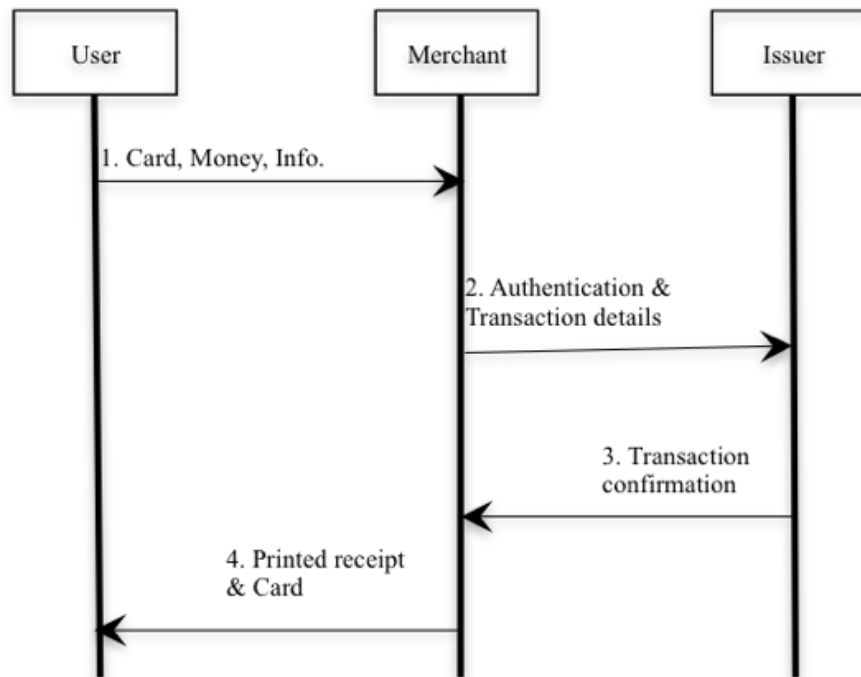 User
Merchant
Issuer
1. Card, Money, Info.
2. Authentication &
Transaction details
3. Transaction
confirmation
4. Printed receipt
& Card